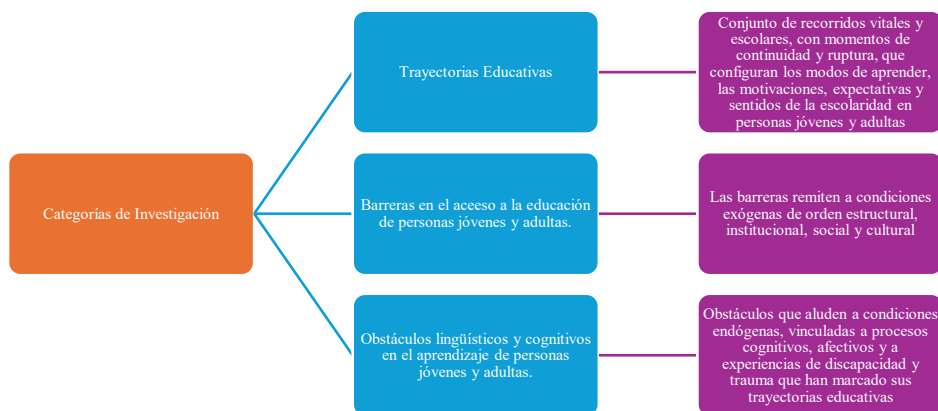 Categorías de Investigación
Trayectorias Educativas
Conjunto de recorridos vitales y
escolares, con momentos de
continuidad y ruptura, que
configuran los modos de aprender,
las motivaciones, expectativas y
sentidos de la escolaridad en
personas jóvenes y adultas
Barreras en el aceeso a la educación
de personas jóvenes y adultas.
Las barreras remiten a condiciones
exógenas de orden estructural,
institucional, social y cultural
Obstáculos lingüísticos y cognitivos
en el aprendizaje de personas
jóvenes y adultas.
Obstáculos que aluden a condiciones
endógenas, vinculadas a procesos
cognitivos, afectivos y a
experiencias de discapacidad y
trauma que han marcado sus
trayectorias educativas